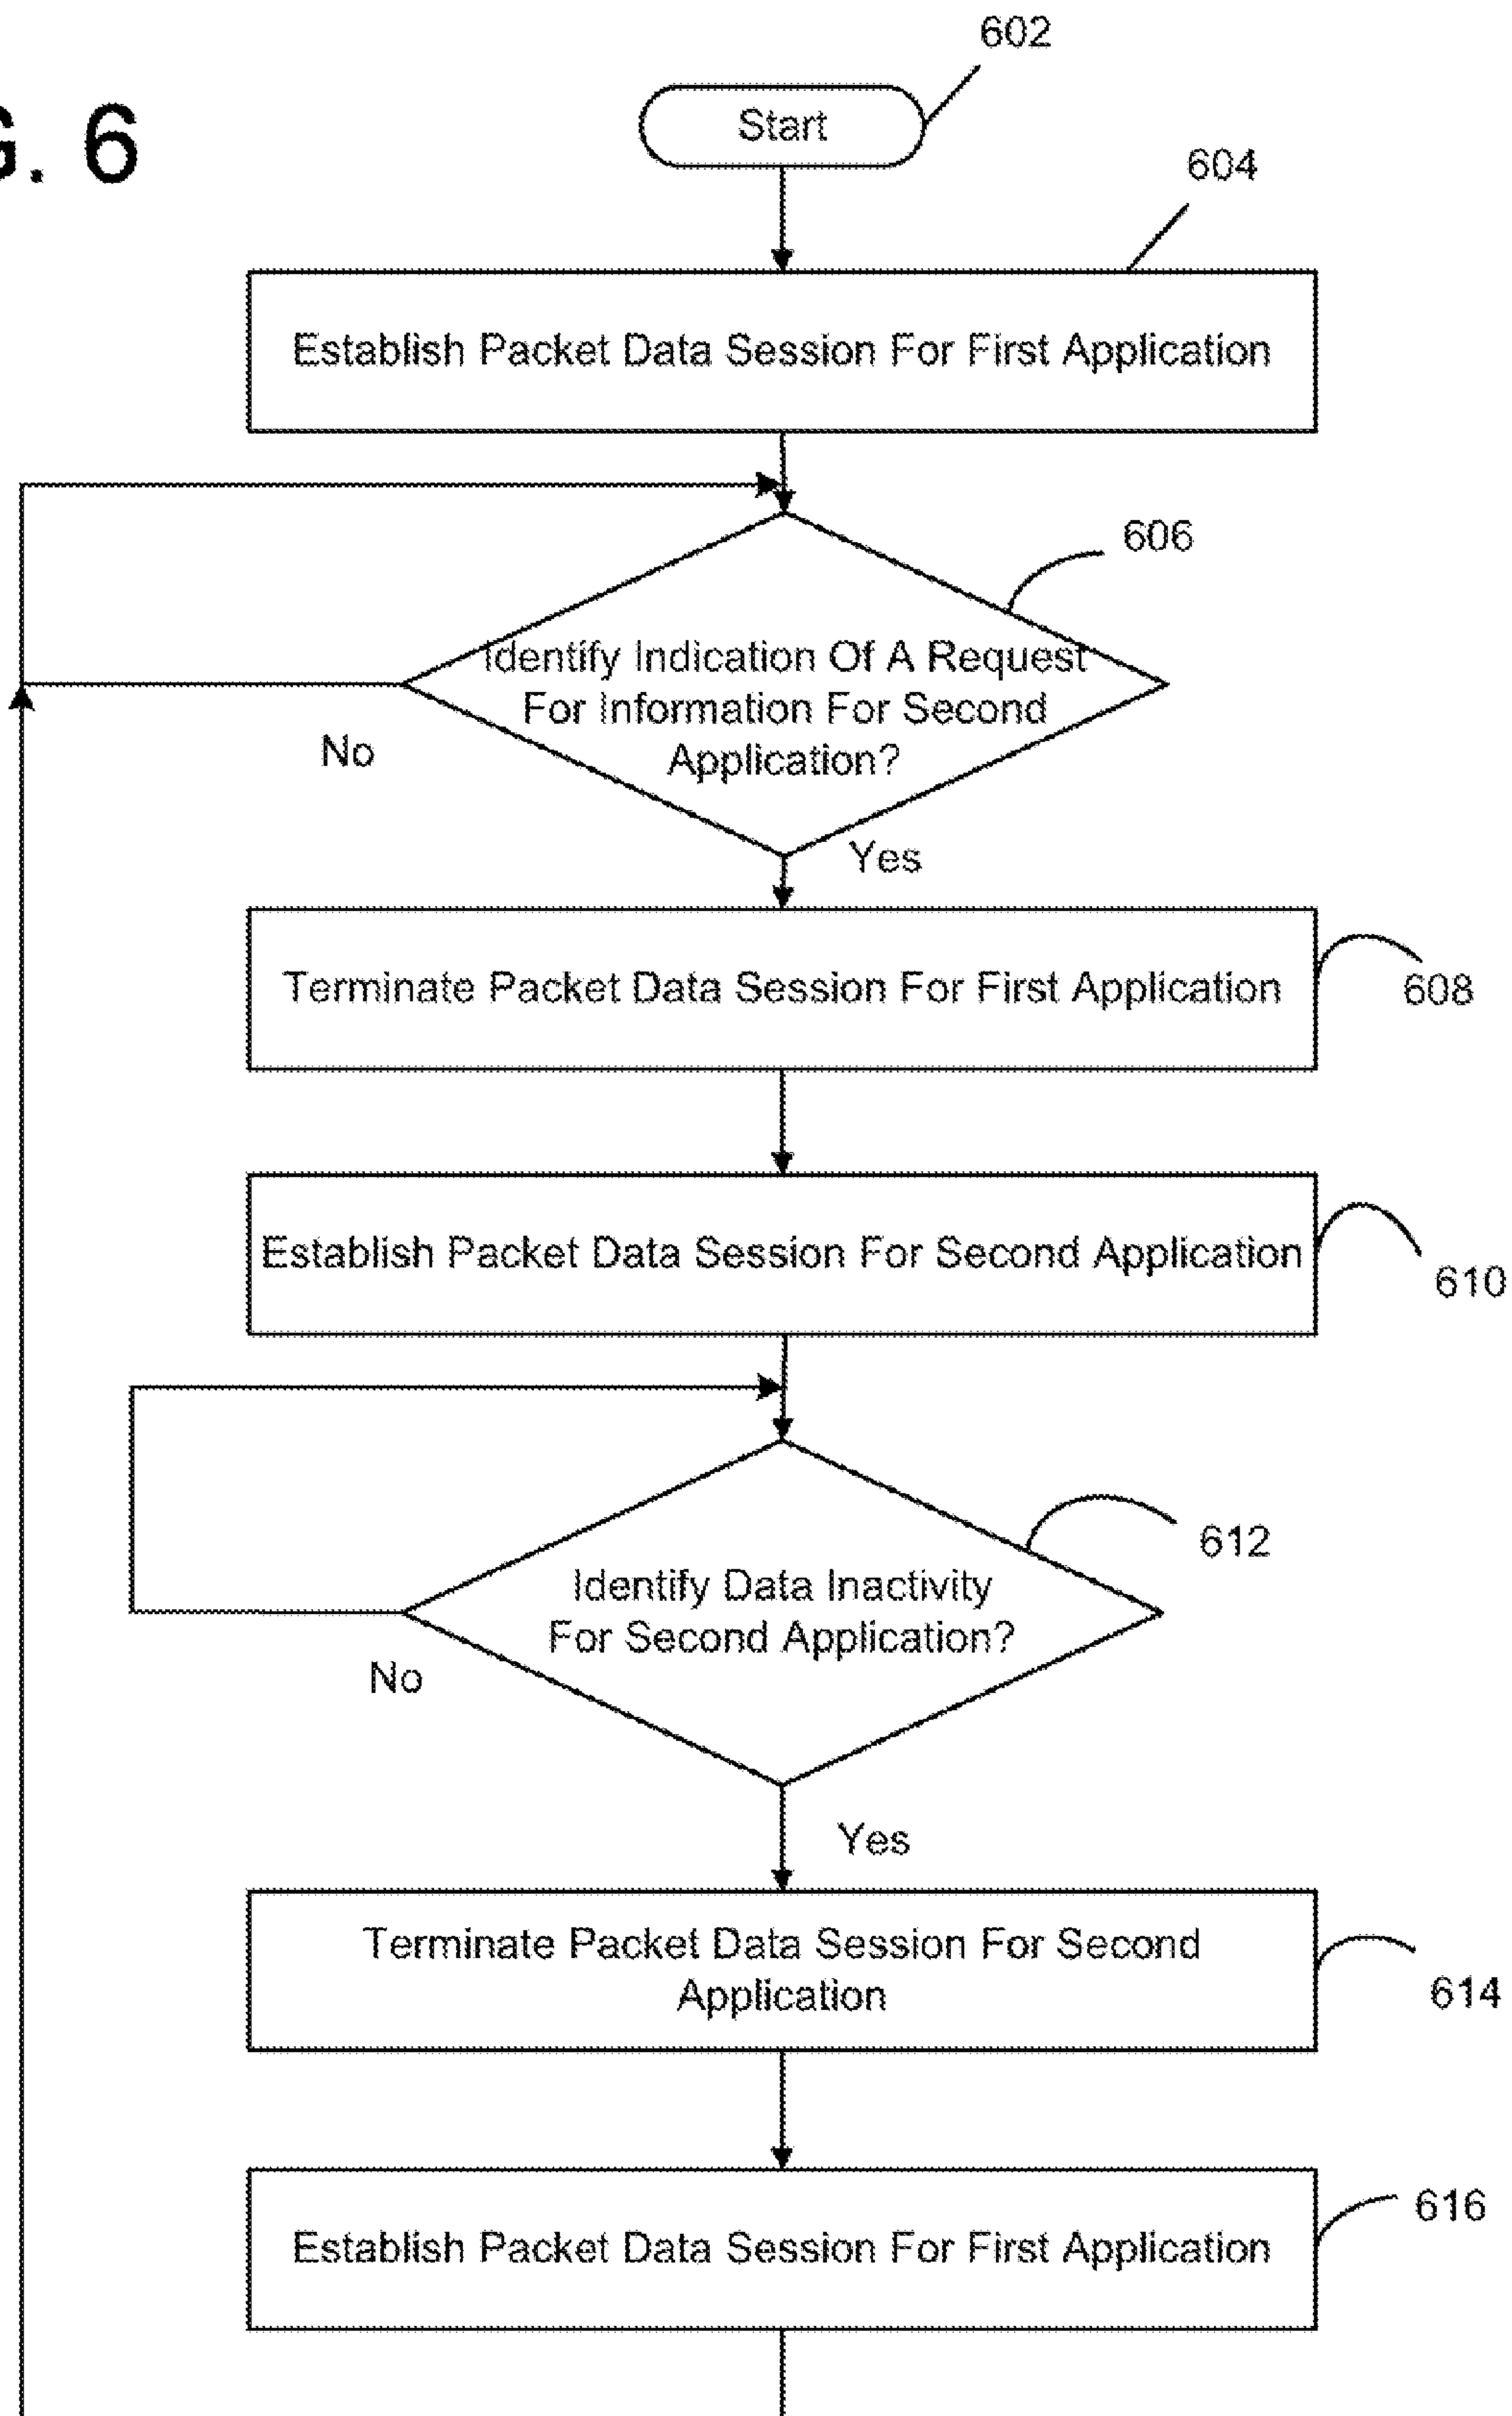 G. 6
602
Start
604
Establish Packet Data Session For First Application
606
Identify Indication Of A Request
For Information For Second
Application?
No
Yes
Terminate Packet Data Session For First Application
608
Establish Packet Data Session For Second Application
610
612
Identify Data Inactivity
For Second Application?
No
Yes
Terminate Packet Data Session For Second
Application
614
616
Establish Packet Data Session For First Application